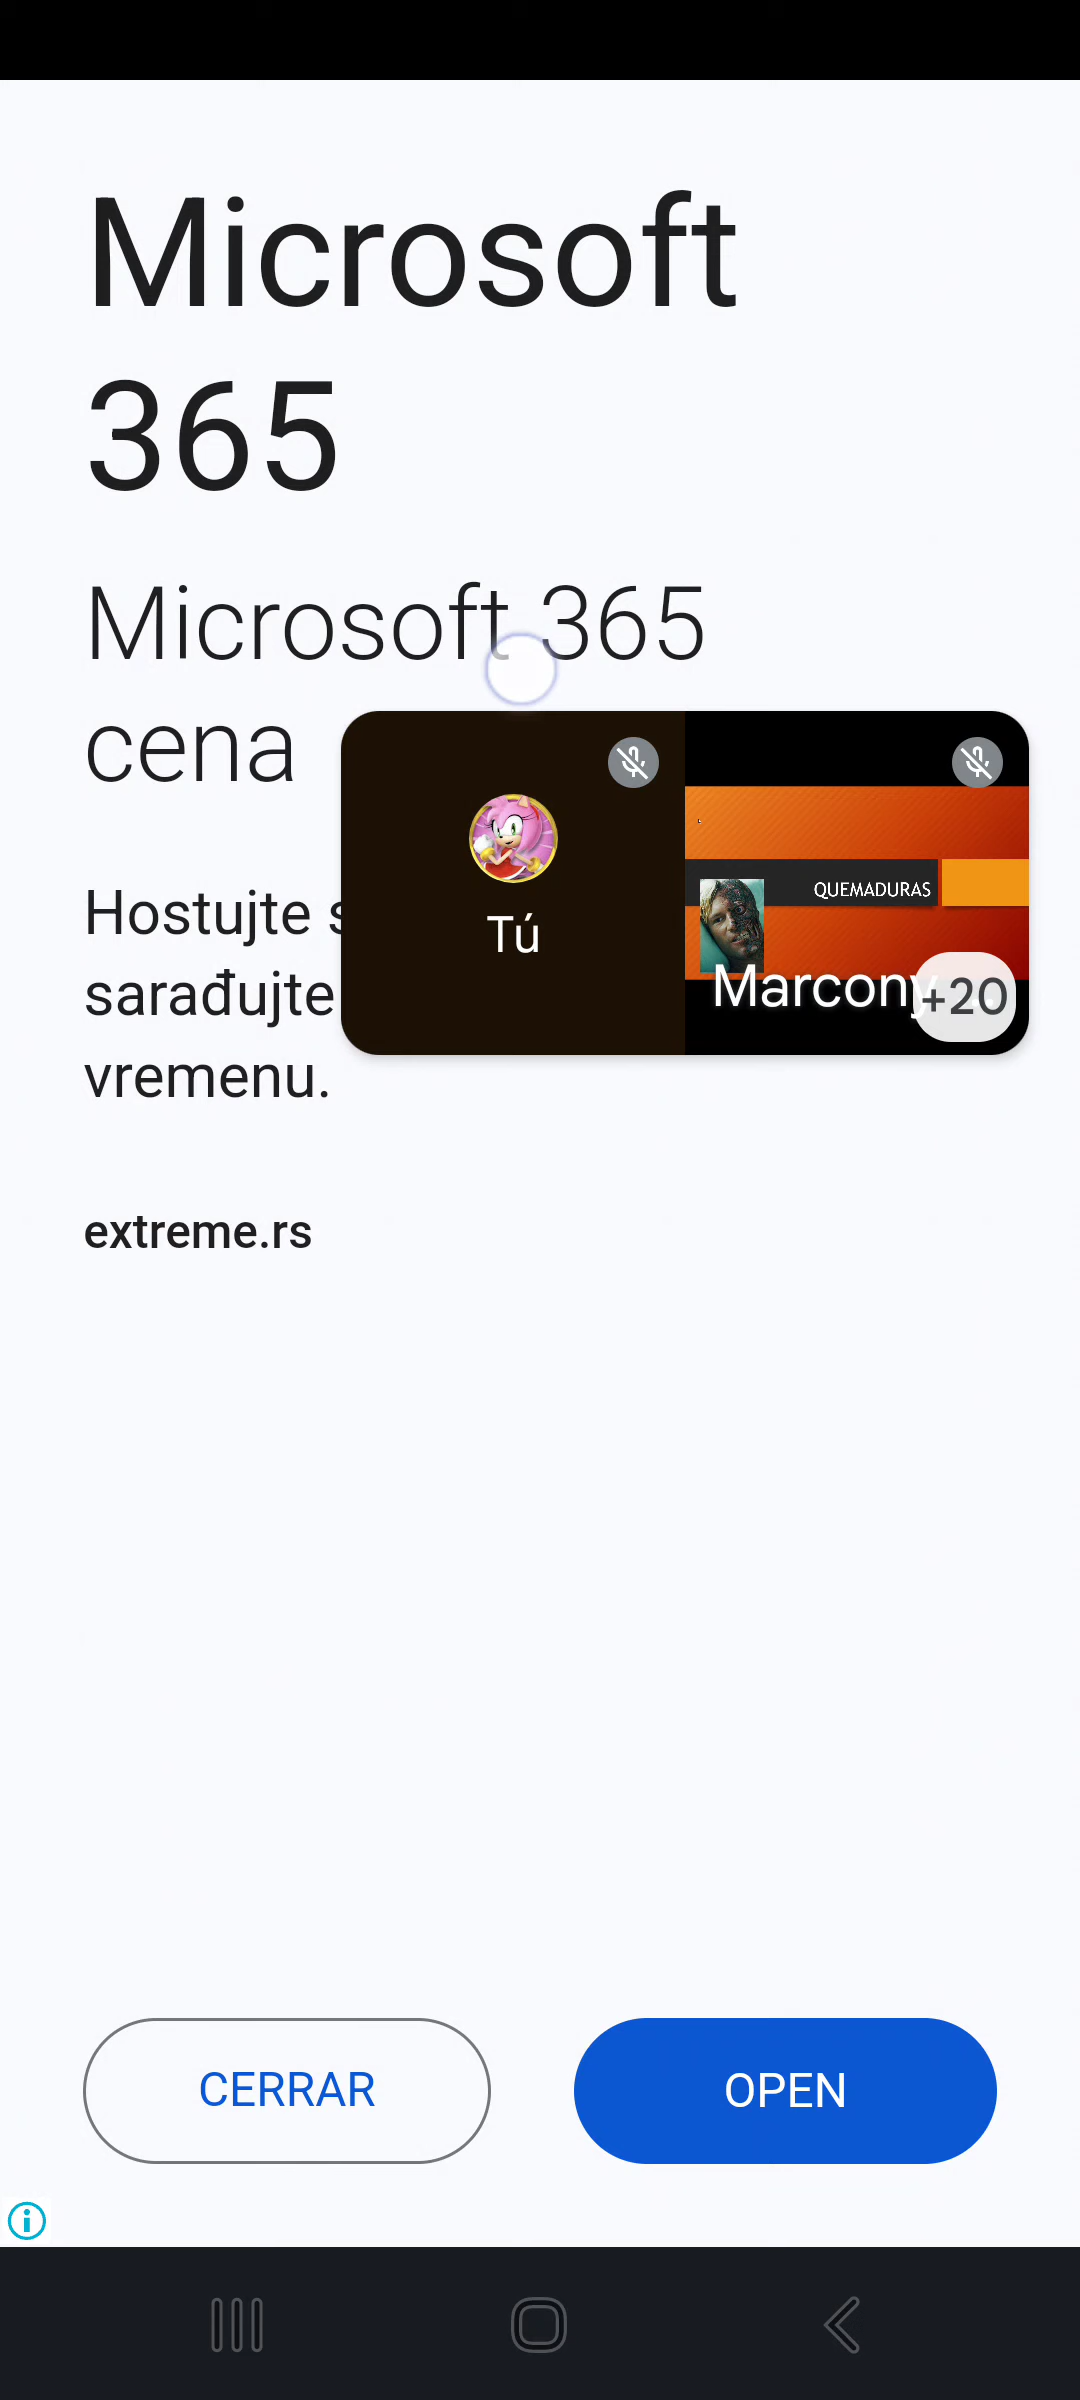 Microsoft
365
Microsoft 365
cena
Hostujte
sarađujte
vremenu.
Tú
QUEMADURAS
Marcony
+20
extreme.rs
CERRAR
OPEN